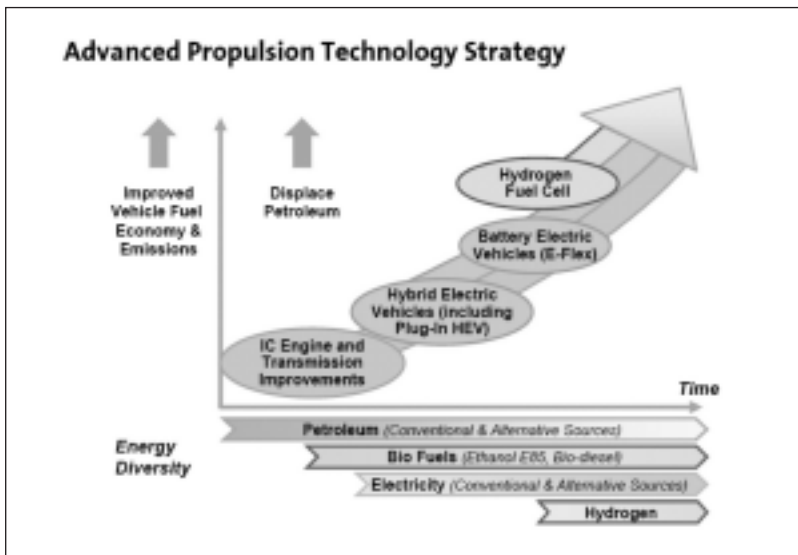 Advanced Propulsion Technology Strategy
Improved
Vehicle Fuel
Economy &
Emissions
Displace
Petroleum
Hydrogen
Fuel Cell
Battery Electric
Vehicles (E-Flex)
Hybrid Electric
Vehicles (including
Plug-in HEV)
IC Engine and
Transmission
Improvements
Time
Energy
Diversity
Petroleum (Conventional & Alternative Sources)
Bio Fuels (Ethanol E85, Bio-diesel)
Electricity (Conventional & Alternative Sources)
Hydrogen